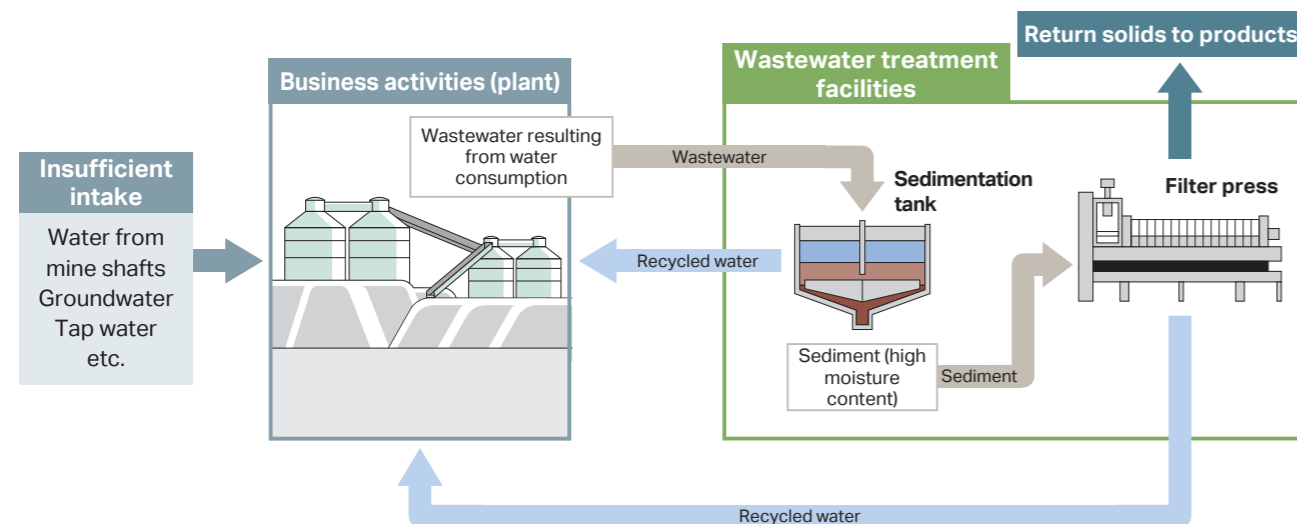 Insufficient
intake
Water from
mine shafts
Groundwater
Tap water
etc.
Business activities (plant)
Wastewater resulting
from water
consumption
Wastewater
Recycled water
Wastewater treatment
facilities
Sedimentation
tank
Sediment (high
moisture
content)
Sediment
Filter press
Return solids to products
Recycled water